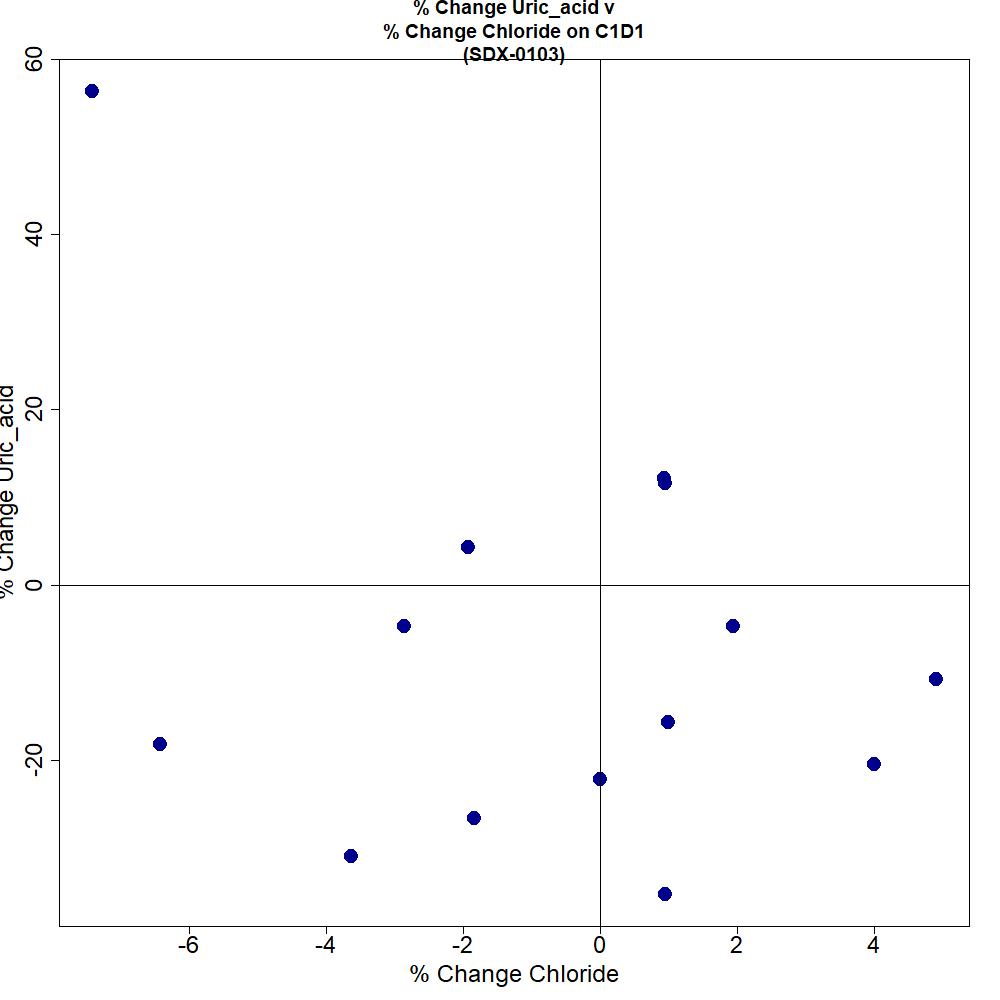 % Change Uric_acid v
% Change Chloride on C1D1
(SDX-0103)
60
40
20
0
-20
% Change Uric_acid
-6
-4
-2
0
2
4
% Change Chloride